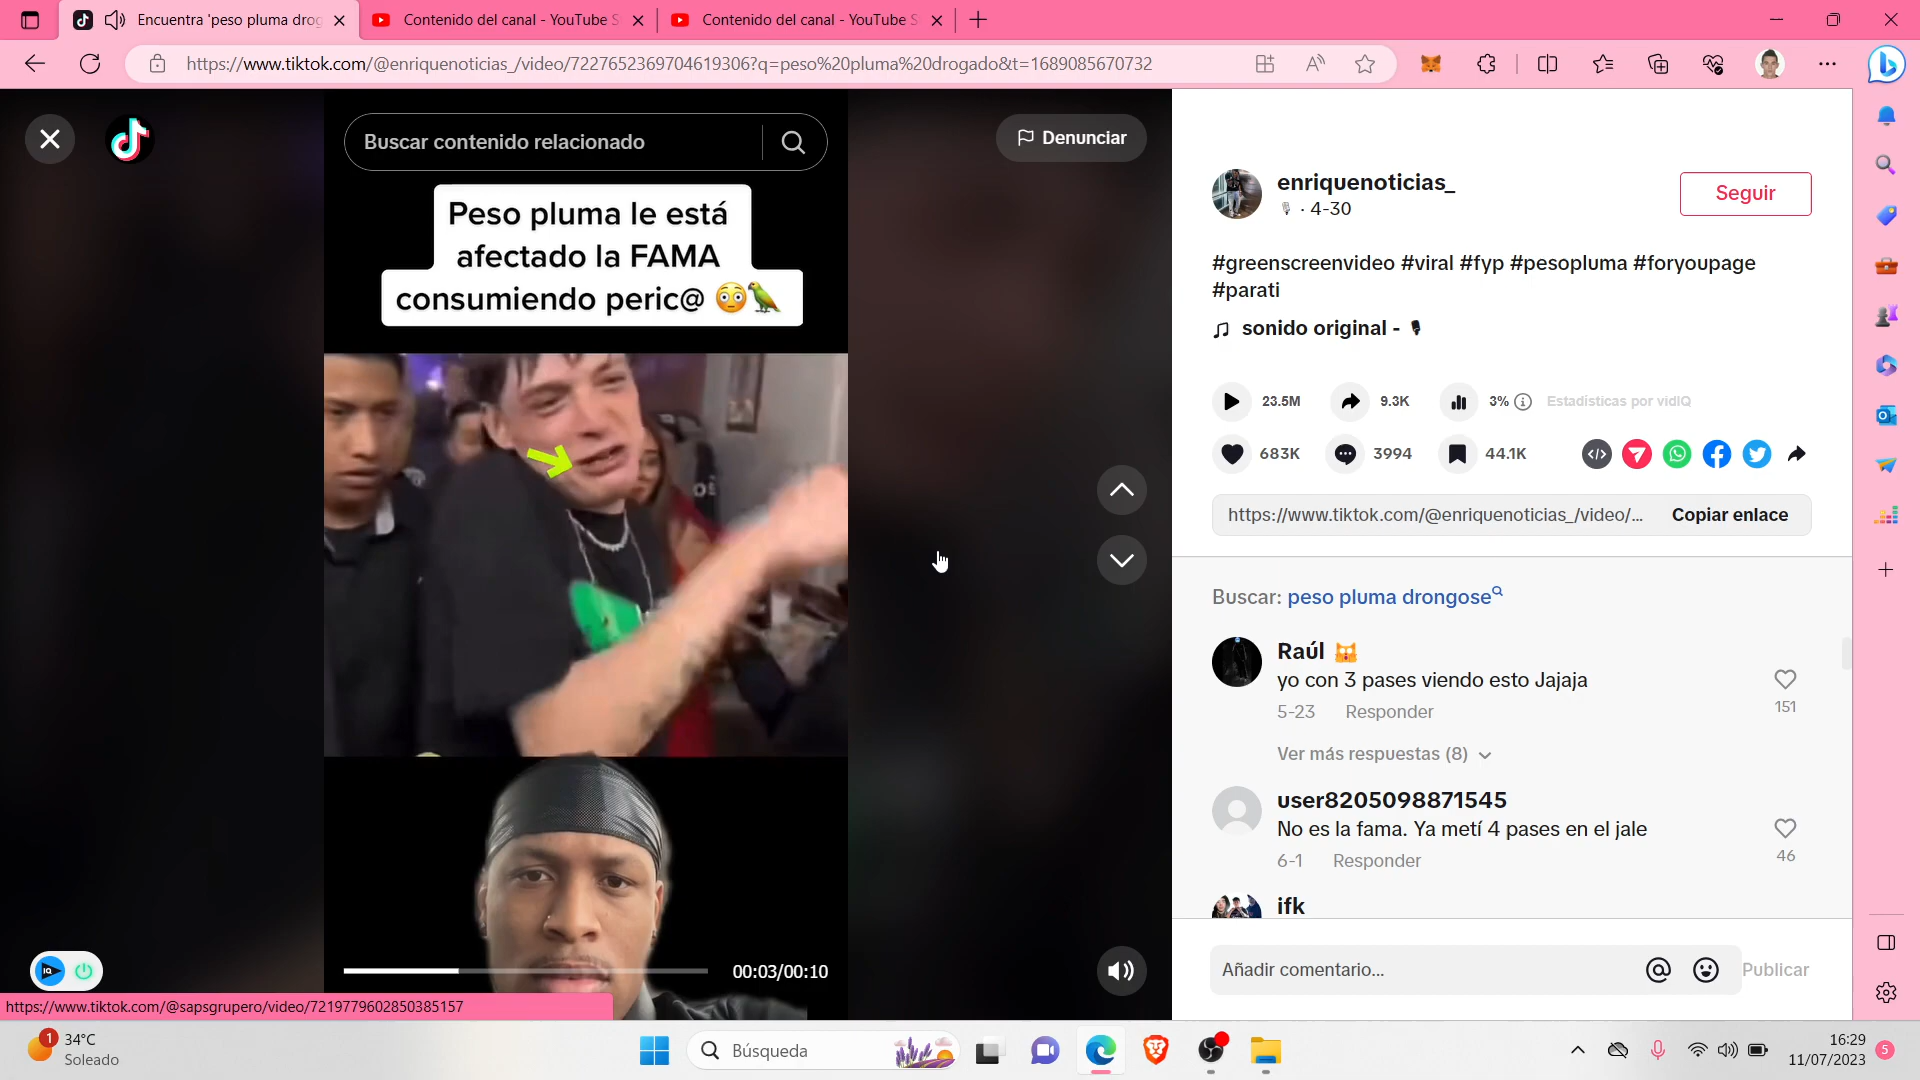 Encuentra 'peso pluma drog
Contenido del canal - YouTube S
Contenido del canal - YouTube S
https://www.tiktok.com/@enriquenoticias_/video/7227652369704619306?q=peso%20pluma%20drogado&t=1689085670732
Buscar contenido relacionado
Denunciar
Peso pluma le está
afectado la FAMA
consumiendo peric@ 😳🦜
00:03/00:10
enriquenoticias_
🎙 · 4-30
Seguir
#greenscreenvideo #viral #fyp #pesopluma #foryoupage
#parati
sonido original - 🎙
23.5M
9.3K
3%
Estadísticas por vidIQ
683K
3994
44.1K
https://www.tiktok.com/@enriquenoticias_/video/...
Copiar enlace
Buscar: peso pluma drongose
Raúl 🙀
yo con 3 pases viendo esto Jajaja
5-23 Responder
151
Ver más respuestas (8)
user8205098871545
No es la fama. Ya metí 4 pases en el jale
6-1 Responder
46
ifk
Añadir comentario...
Publicar
IQ
https://www.tiktok.com/@sapsgrupero/video/7219779602850385157
1
34°C
Soleado
Búsqueda
16:29
11/07/2023
5